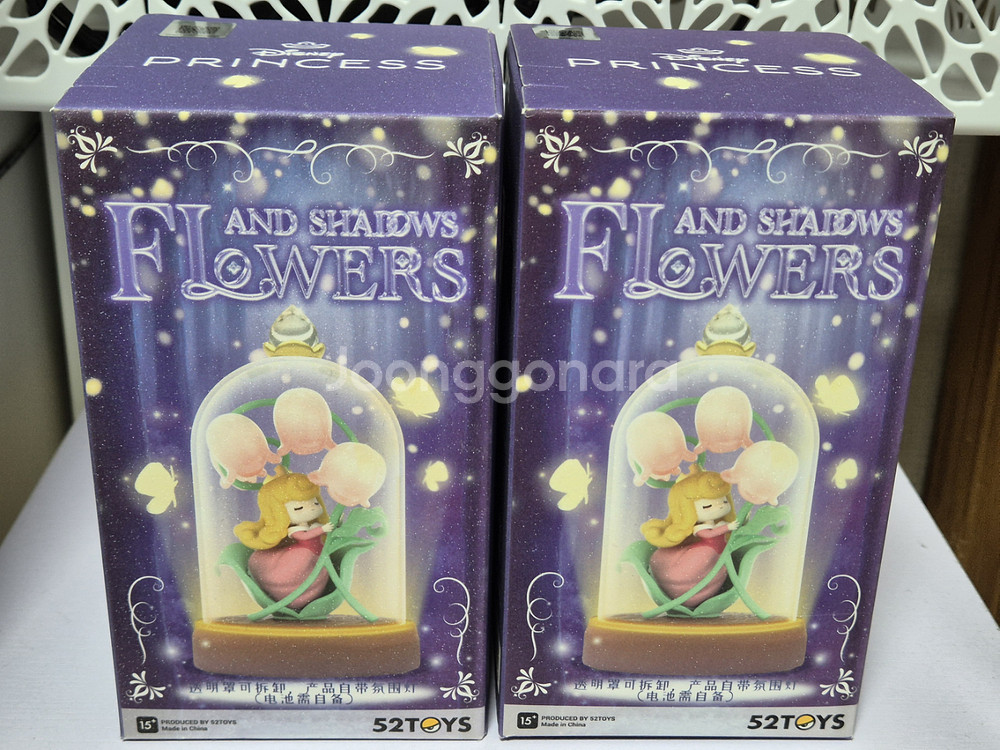 Disney
PRINCESS
AND SHADOWS
FLOWERS
透明罩可拆卸，产品自带氛围灯
（电池需自备）
15+
PRODUCED BY 52TOYS
Made in China
52TOYS
Disney
PRINCESS
AND SHADOWS
FLOWERS
透明罩可拆卸，产品自带氛围灯
（电池需自备）
15+
PRODUCED BY 52TOYS
Made in China
52TOYS
Joonggonara